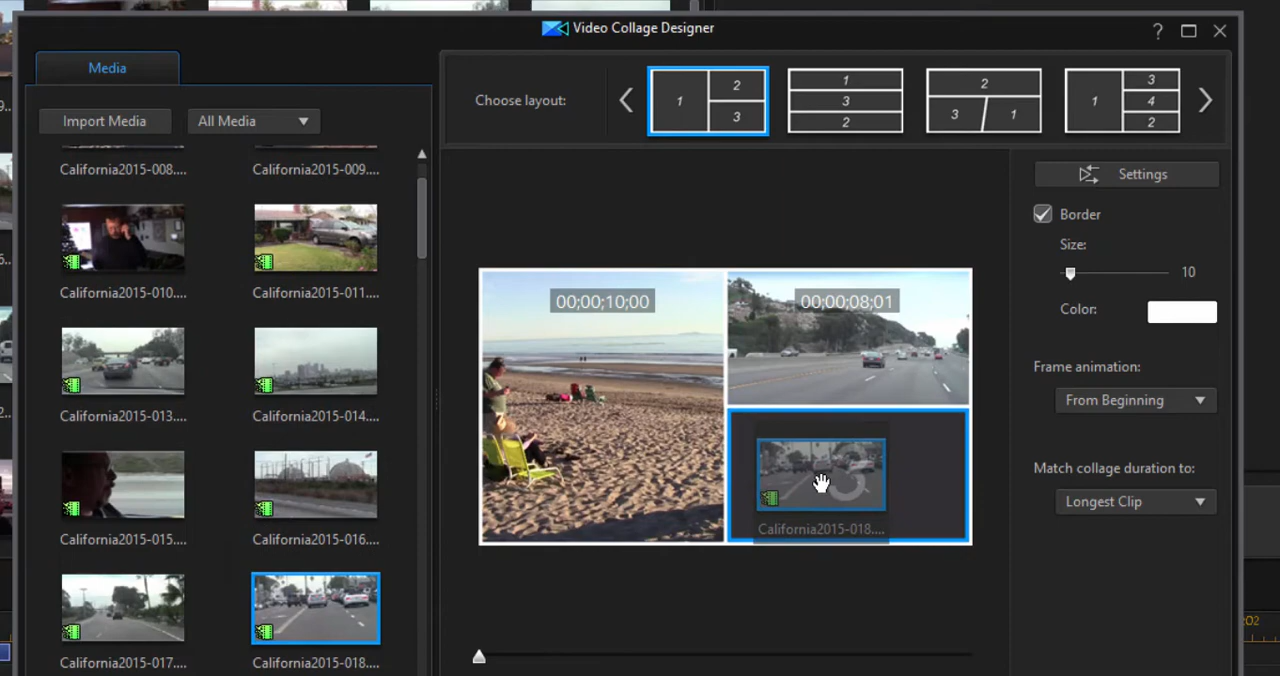 Video Collage Designer
?
Media
Import Media
All Media
California2015-008....
California2015-009....
California2015-010....
California2015-011....
California2015-013....
California2015-014....
California2015-015....
California2015-016....
California2015-017....
California2015-018....
Choose layout:
1 2 3
1 3 2
2 3 1
1 3 4 2
00;00;10;00
00;00;08;01
California2015-018....
Settings
Border
Size:
10
Color:
Frame animation:
From Beginning
Match collage duration to:
Longest Clip